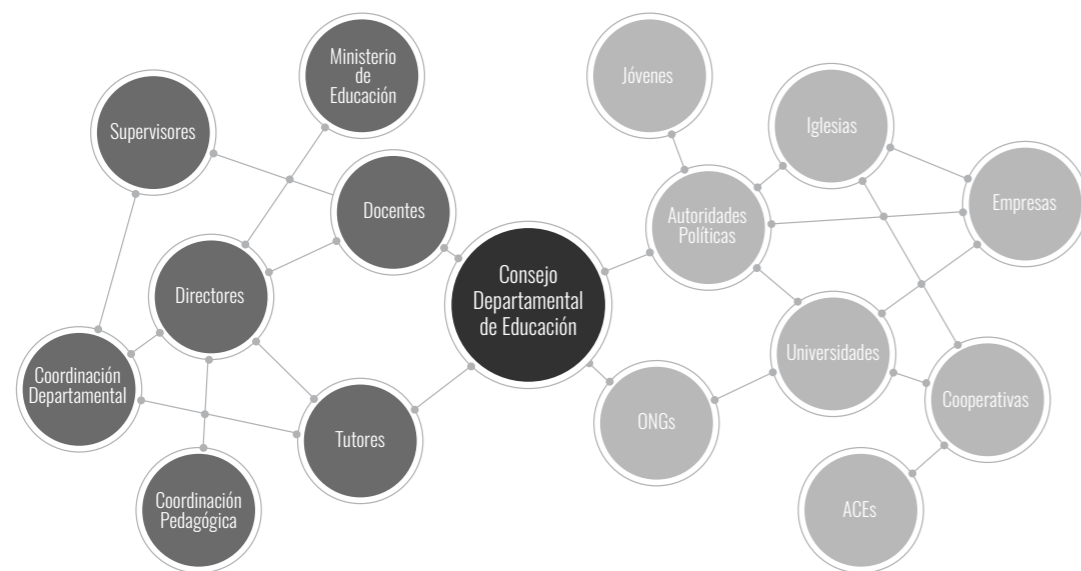 Ministerio
de
Educación
Jóvenes
Supervisores
Iglesias
Docentes
Autoridades
Políticas
Empresas
Consejo
Departamental
de Educación
Directores
Universidades
Coordinación
Departamental
Cooperativas
Tutores
ONGs
Coordinación
Pedagógica
ACEs